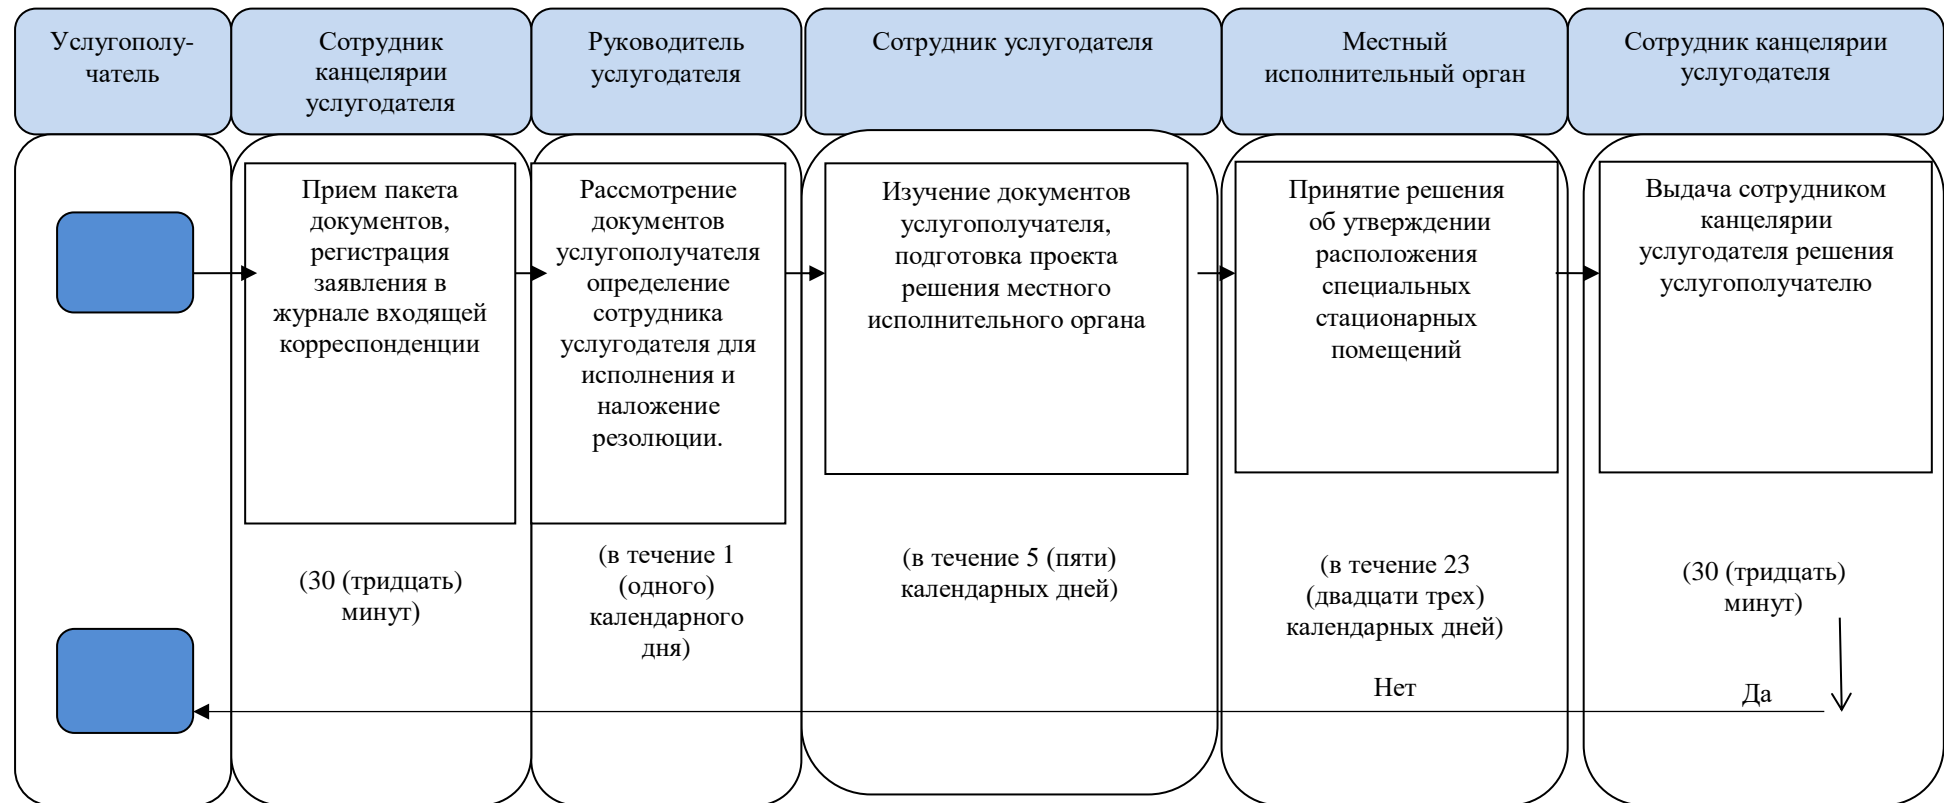 Услугополу-
чатель
Сотрудник
канцелярии
услугодателя
Руководитель
услугодателя
Сотрудник услугодателя
Местный
исполнительный орган
Сотрудник канцелярии
услугодателя
Прием пакета
документов,
регистрация
заявления в
журнале входящей
корреспонденции
Рассмотрение
документов
услугополучателя
определение
сотрудника
услугодателя для
исполнения и
наложение
резолюции.
Изучение документов
услугополучателя,
подготовка проекта
решения местного
исполнительного органа
Принятие решения
об утверждении
расположения
специальных
стационарных
помещений
Выдача сотрудником
канцелярии
услугодателя решения
услугополучателю
(30 (тридцать)
минут)
(в течение 1
(одного)
календарного
дня)
(в течение 5 (пяти)
календарных дней)
(в течение 23
(двадцати трех)
календарных дней)
(30 (тридцать)
минут)
Нет
Да